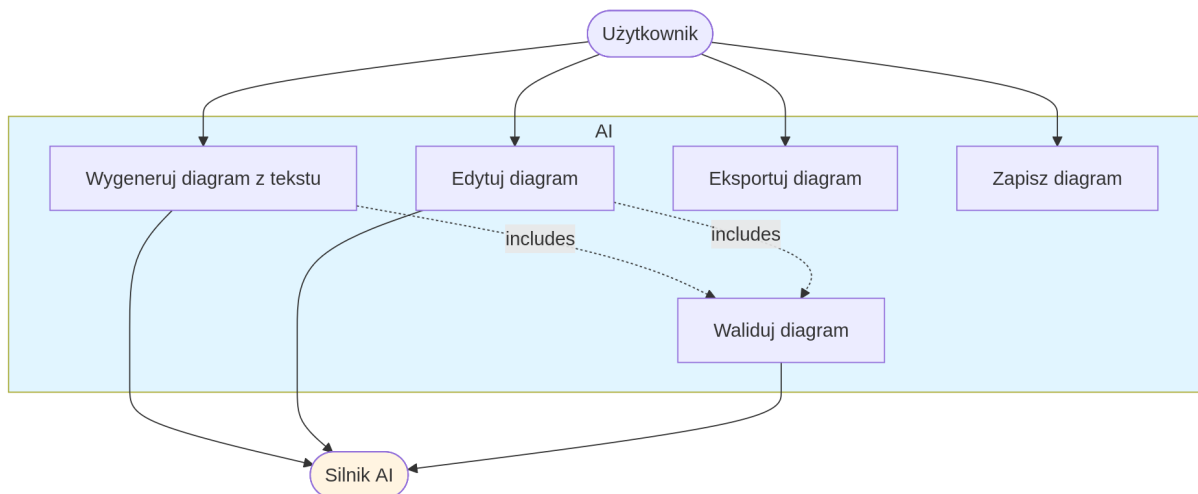 Użytkownik
AI
Wygeneruj diagram z tekstu
Edytuj diagram
Eksportuj diagram
Zapisz diagram
includes
includes
Waliduj diagram
Silnik AI